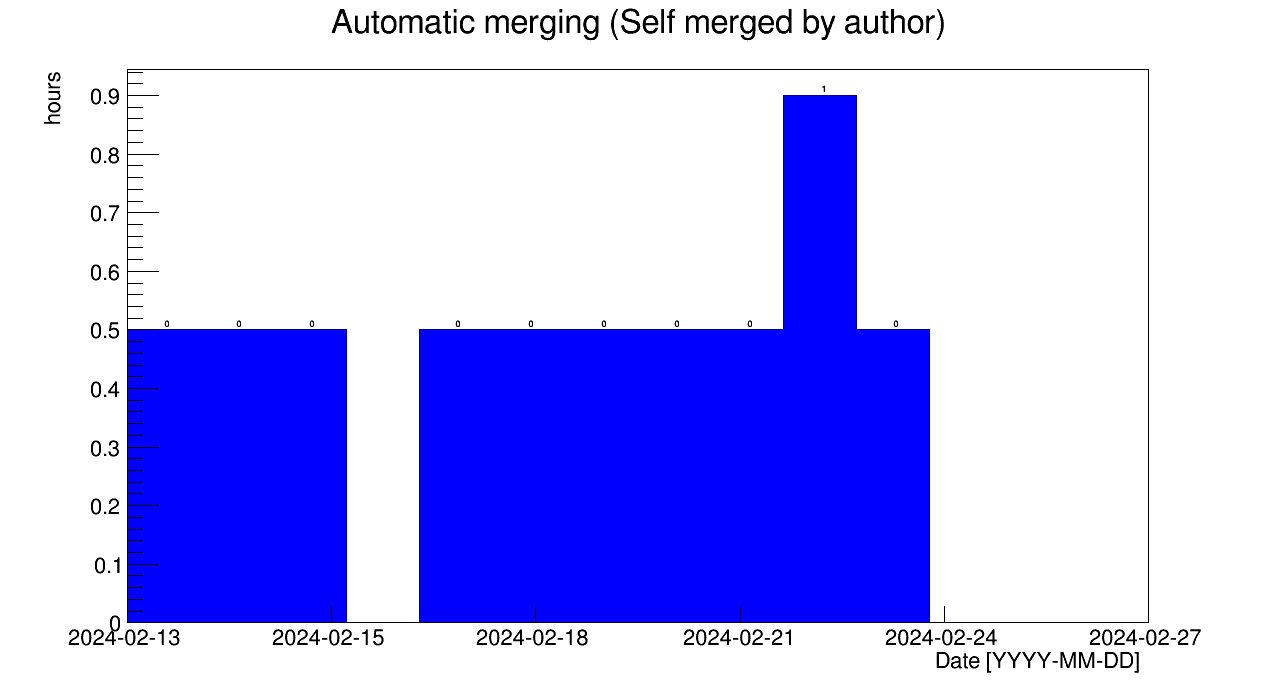 Automatic merging (Self merged by author)
hours
0.9
0.8
0.7
0.6
0.5
0.4
0.3
0.2
0.1
0
0 0 0 0 0 0 0 0 1 0
2024-02-13 2024-02-15 2024-02-18 2024-02-21 2024-02-24 2024-02-27
Date [YYYY-MM-DD]